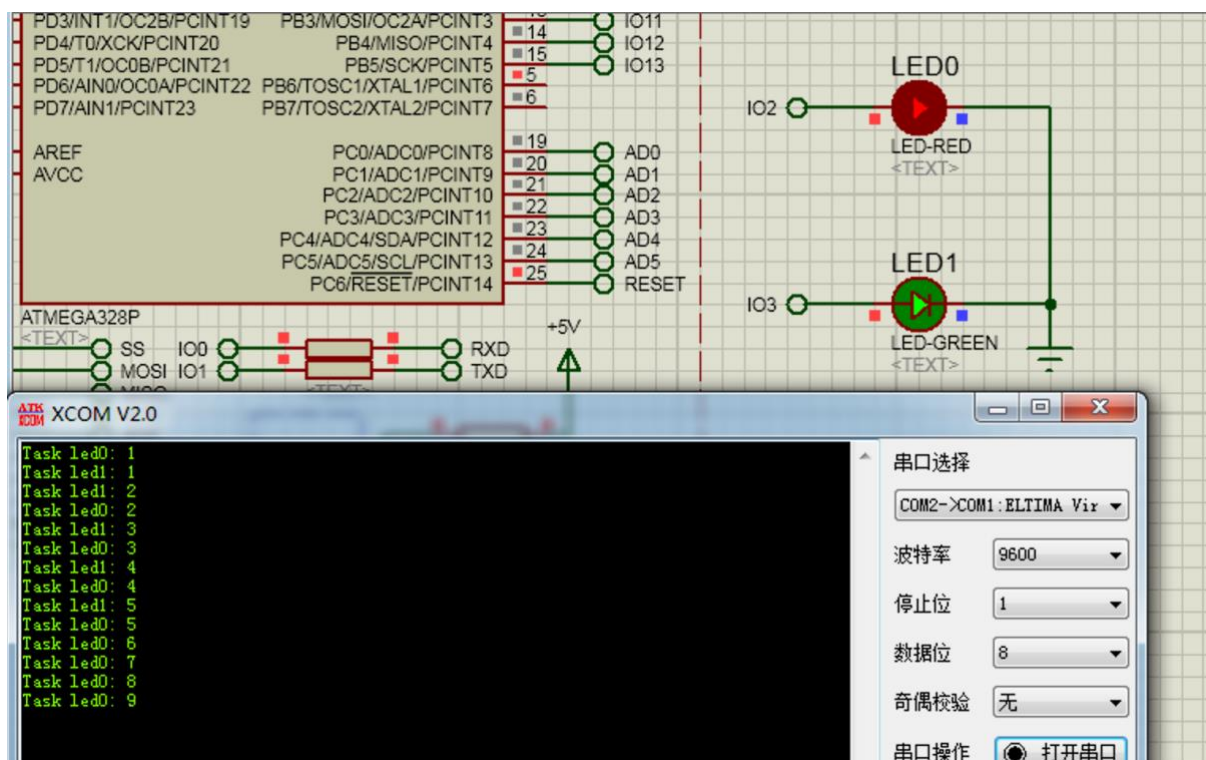 PD3/INT1/OC2B/PCINT19 PB3/MOSI/OC2A/PCINT3 IO11
PD4/T0/XCK/PCINT20 PB4/MISO/PCINT4 14 IO12
PD5/T1/OC0B/PCINT21 PB5/SCK/PCINT5 15 IO13
PD6/AIN0/OC0A/PCINT22 PB6/TOSC1/XTAL1/PCINT6 5
PD7/AIN1/PCINT23 PB7/TOSC2/XTAL2/PCINT7 6
AREF PC0/ADC0/PCINT8 19 AD0
AVCC PC1/ADC1/PCINT9 20 AD1
PC2/ADC2/PCINT10 21 AD2
PC3/ADC3/PCINT11 22 AD3
PC4/ADC4/SDA/PCINT12 23 AD4
PC5/ADC5/SCL/PCINT13 24 AD5
PC6/RESET/PCINT14 25 RESET
ATMEGA328P
<TEXT>
SS IO0 RXD
MOSI IO1 TXD
<TEXT>
+5V
LED0
IO2
LED-RED
<TEXT>
LED1
IO3
LED-GREEN
<TEXT>
ATK XCOM XCOM V2.0
Task led0: 1
Task led1: 1
Task led1: 2
Task led0: 2
Task led1: 3
Task led0: 3
Task led1: 4
Task led0: 4
Task led1: 5
Task led0: 5
Task led0: 6
Task led0: 7
Task led0: 8
Task led0: 9
串口选择
COM2->COM1:ELTIMA Vir
波特率 9600
停止位 1
数据位 8
奇偶校验 无
串口操作 打开串口